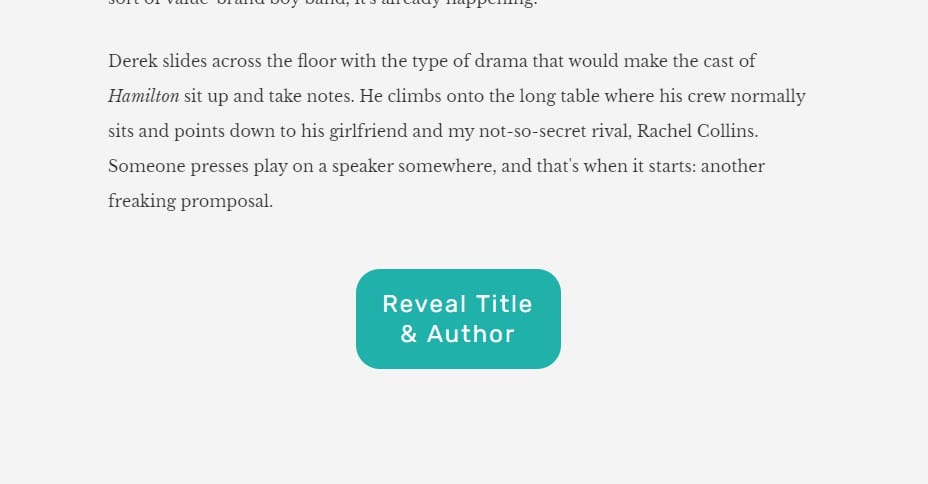 sort of value-brand boy band, it's already happening.
Derek slides across the floor with the type of drama that would make the cast of
Hamilton sit up and take notes. He climbs onto the long table where his crew normally
sits and points down to his girlfriend and my not-so-secret rival, Rachel Collins.
Someone presses play on a speaker somewhere, and that's when it starts: another
freaking promposal.
Reveal Title
& Author